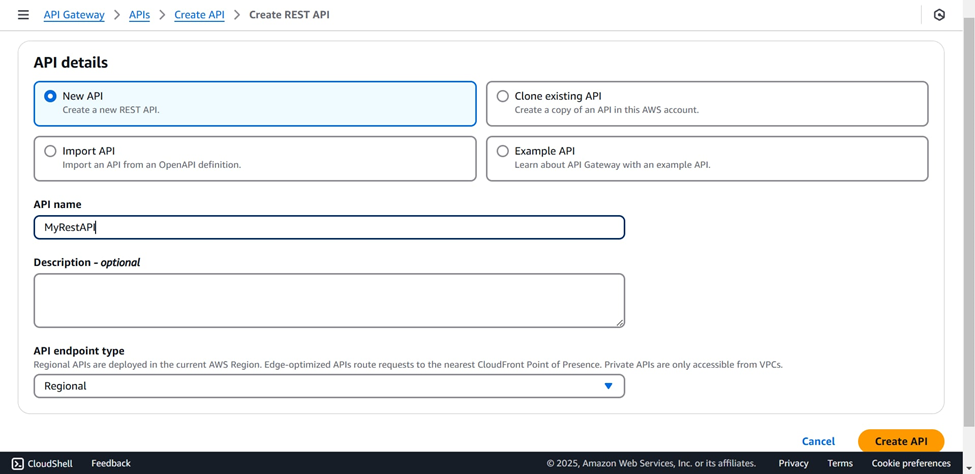 API Gateway > APIs > Create API > Create REST API
API details
New API
Create a new REST API.
Clone existing API
Create a copy of an API in this AWS account.
Import API
Import an API from an OpenAPI definition.
Example API
Learn about API Gateway with an example API.
API name
MyRestAPI
Description - optional
API endpoint type
Regional APIs are deployed in the current AWS Region. Edge-optimized APIs route requests to the nearest CloudFront Point of Presence. Private APIs are only accessible from VPCs.
Regional
Cancel
Create API
CloudShell Feedback © 2025, Amazon Web Services, Inc. or its affiliates. Privacy Terms Cookie preferences